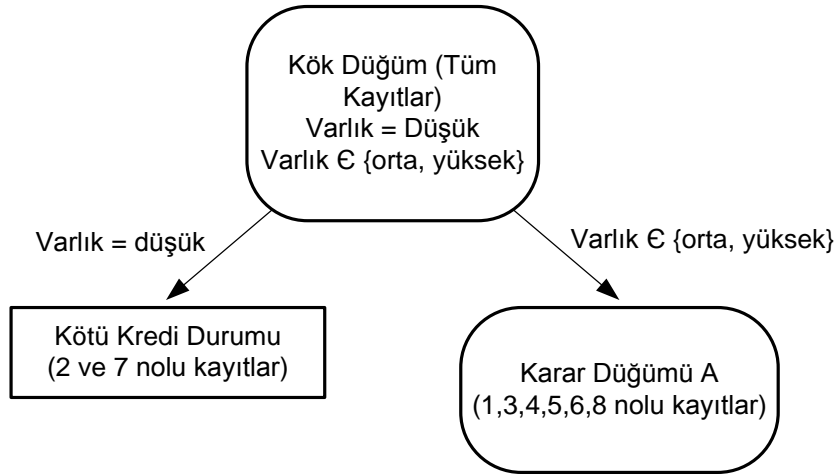 Kök Düğüm (Tüm
Kayıtlar)
Varlık = Düşük
Varlık Є {orta, yüksek}
Varlık = düşük
Varlık Є {orta, yüksek}
Kötü Kredi Durumu
(2 ve 7 nolu kayıtlar)
Karar Düğümü A
(1,3,4,5,6,8 nolu kayıtlar)